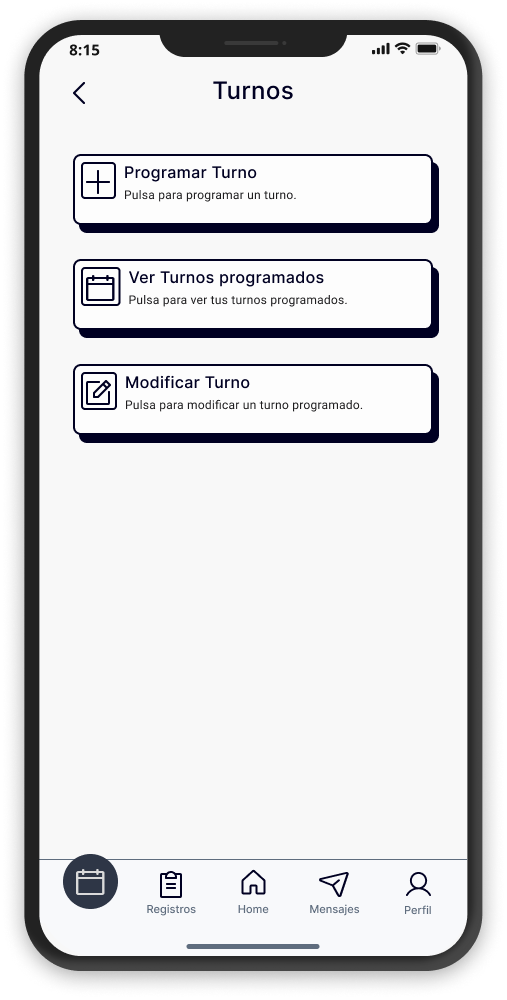 8:15
Turnos
Programar Turno
Pulsa para programar un turno.
Ver Turnos programados
Pulsa para ver tus turnos programados.
Modificar Turno
Pulsa para modificar un turno programado.
Registros
Home
Mensajes
Perfil